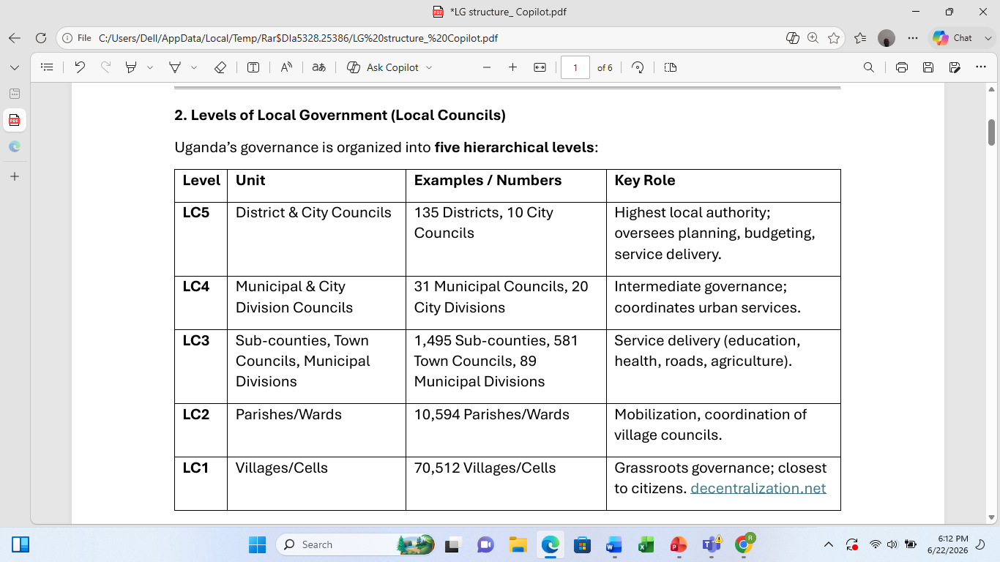 *LG structure_ Copilot.pdf
File C:/Users/Dell/AppData/Local/Temp/Rar$DIa5328.25386/LG%20structure_%20Copilot.pdf
Chat
Ask Copilot
1 of 6
2. Levels of Local Government (Local Councils)
Uganda’s governance is organized into five hierarchical levels:
Level Unit Examples / Numbers Key Role
LC5 District & City Councils 135 Districts, 10 City Highest local authority;
Councils oversees planning, budgeting,
service delivery.
LC4 Municipal & City 31 Municipal Councils, 20 Intermediate governance;
Division Councils City Divisions coordinates urban services.
LC3 Sub-counties, Town 1,495 Sub-counties, 581 Service delivery (education,
Councils, Municipal Town Councils, 89 health, roads, agriculture).
Divisions Municipal Divisions
LC2 Parishes/Wards 10,594 Parishes/Wards Mobilization, coordination of
village councils.
LC1 Villages/Cells 70,512 Villages/Cells Grassroots governance; closest
to citizens. decentralization.net
Search
6:12 PM
6/22/2026